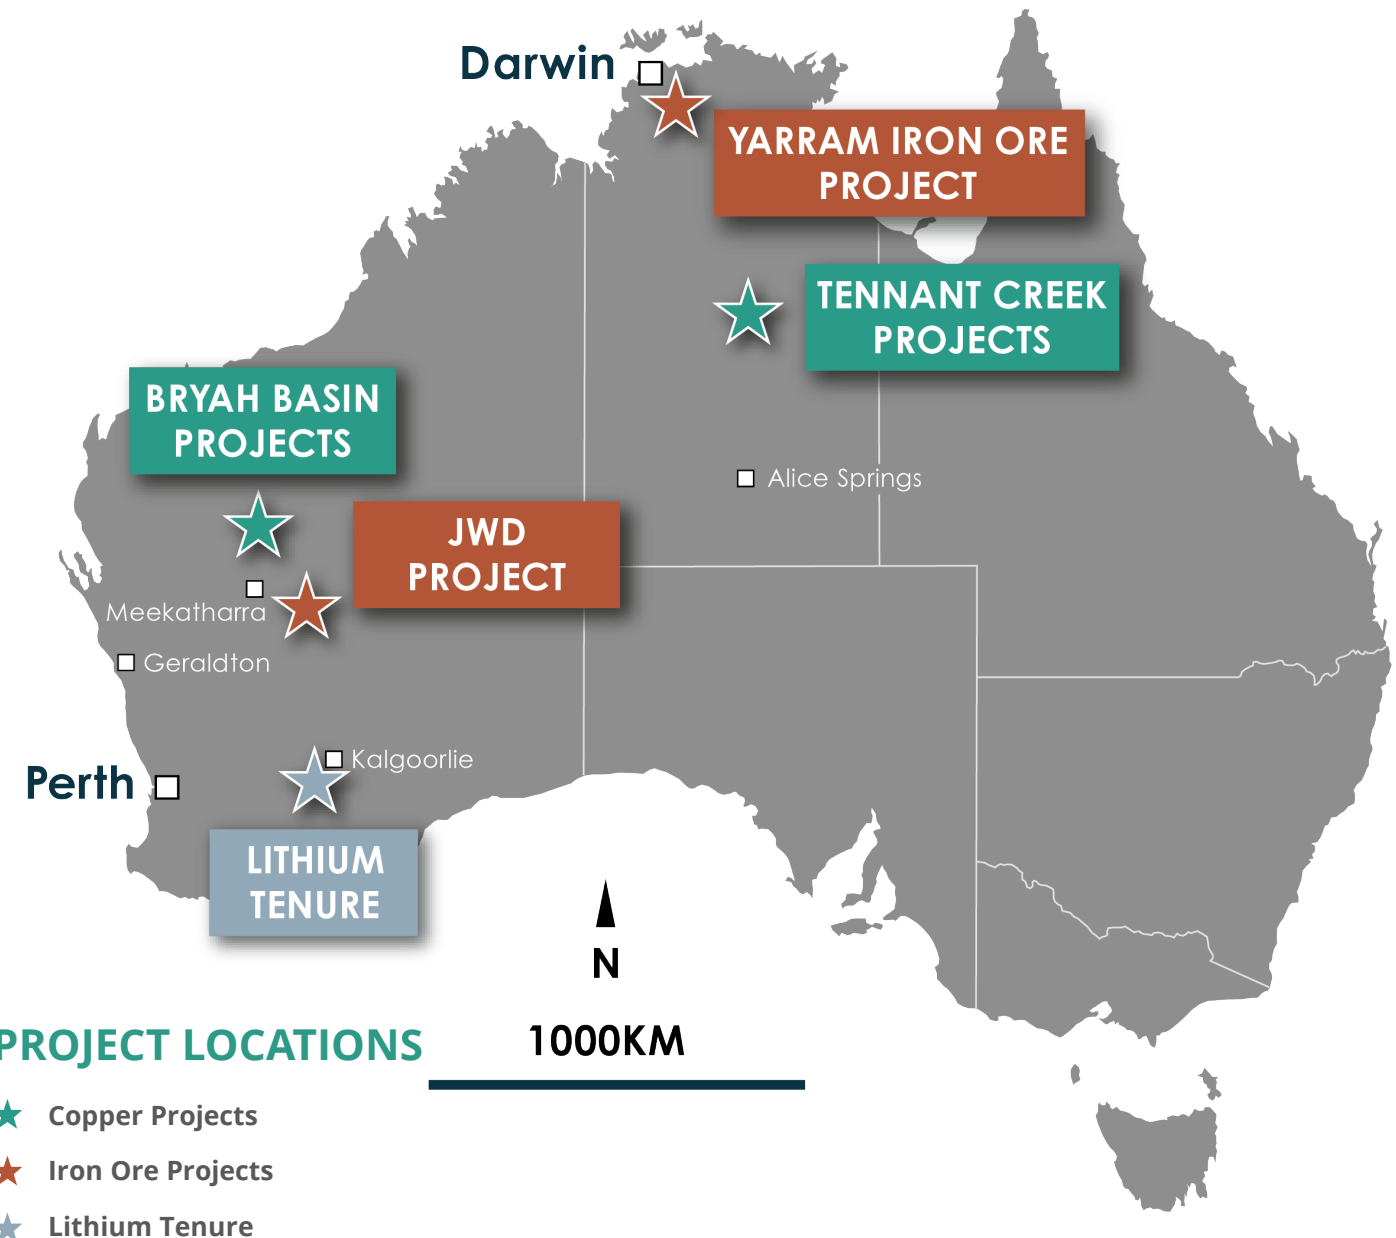 Darwin
YARRAM IRON ORE
PROJECT
TENNANT CREEK
PROJECTS
BRYAH BASIN
PROJECTS
Alice Springs
JWD
PROJECT
Meekatharra
Geraldton
Kalgoorlie
Perth
LITHIUM
TENURE
N
1000KM
PROJECT LOCATIONS
Copper Projects
Iron Ore Projects
Lithium Tenure